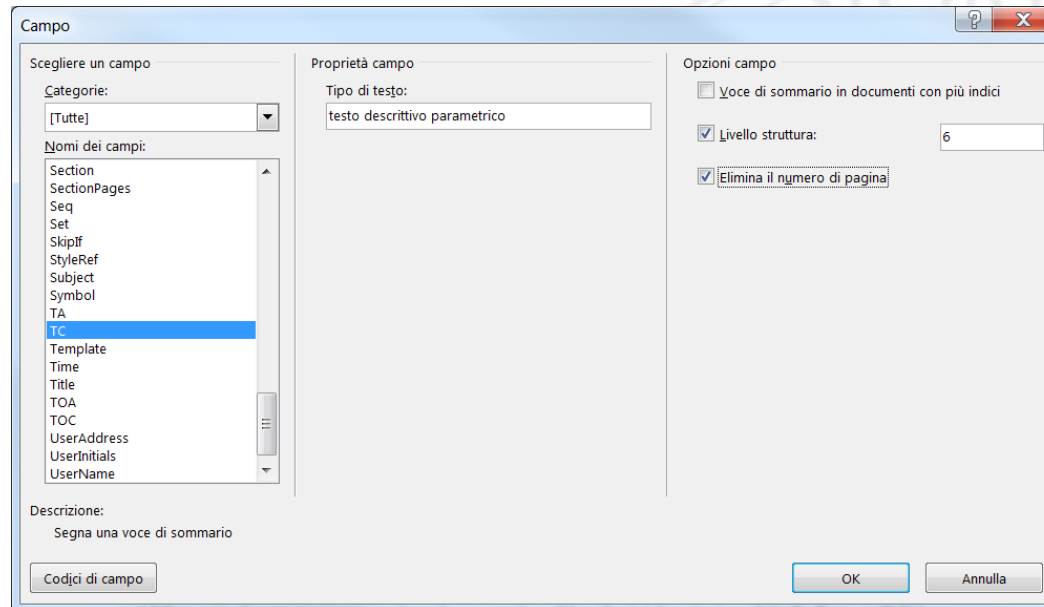 Campo
Scegliere un campo
Categorie:
[Tutte]
Nomi dei campi:
Section
SectionPages
Seq
Set
SkipIf
StyleRef
Subject
Symbol
TA
TC
Template
Time
Title
TOA
TOC
UserAddress
UserInitials
UserName
Proprietà campo
Tipo di testo:
testo descrittivo parametrico
Opzioni campo
Voce di sommario in documenti con più indici
Livello struttura: 6
Elimina il numero di pagina
Descrizione:
Segna una voce di sommario
Codici di campo
OK
Annulla